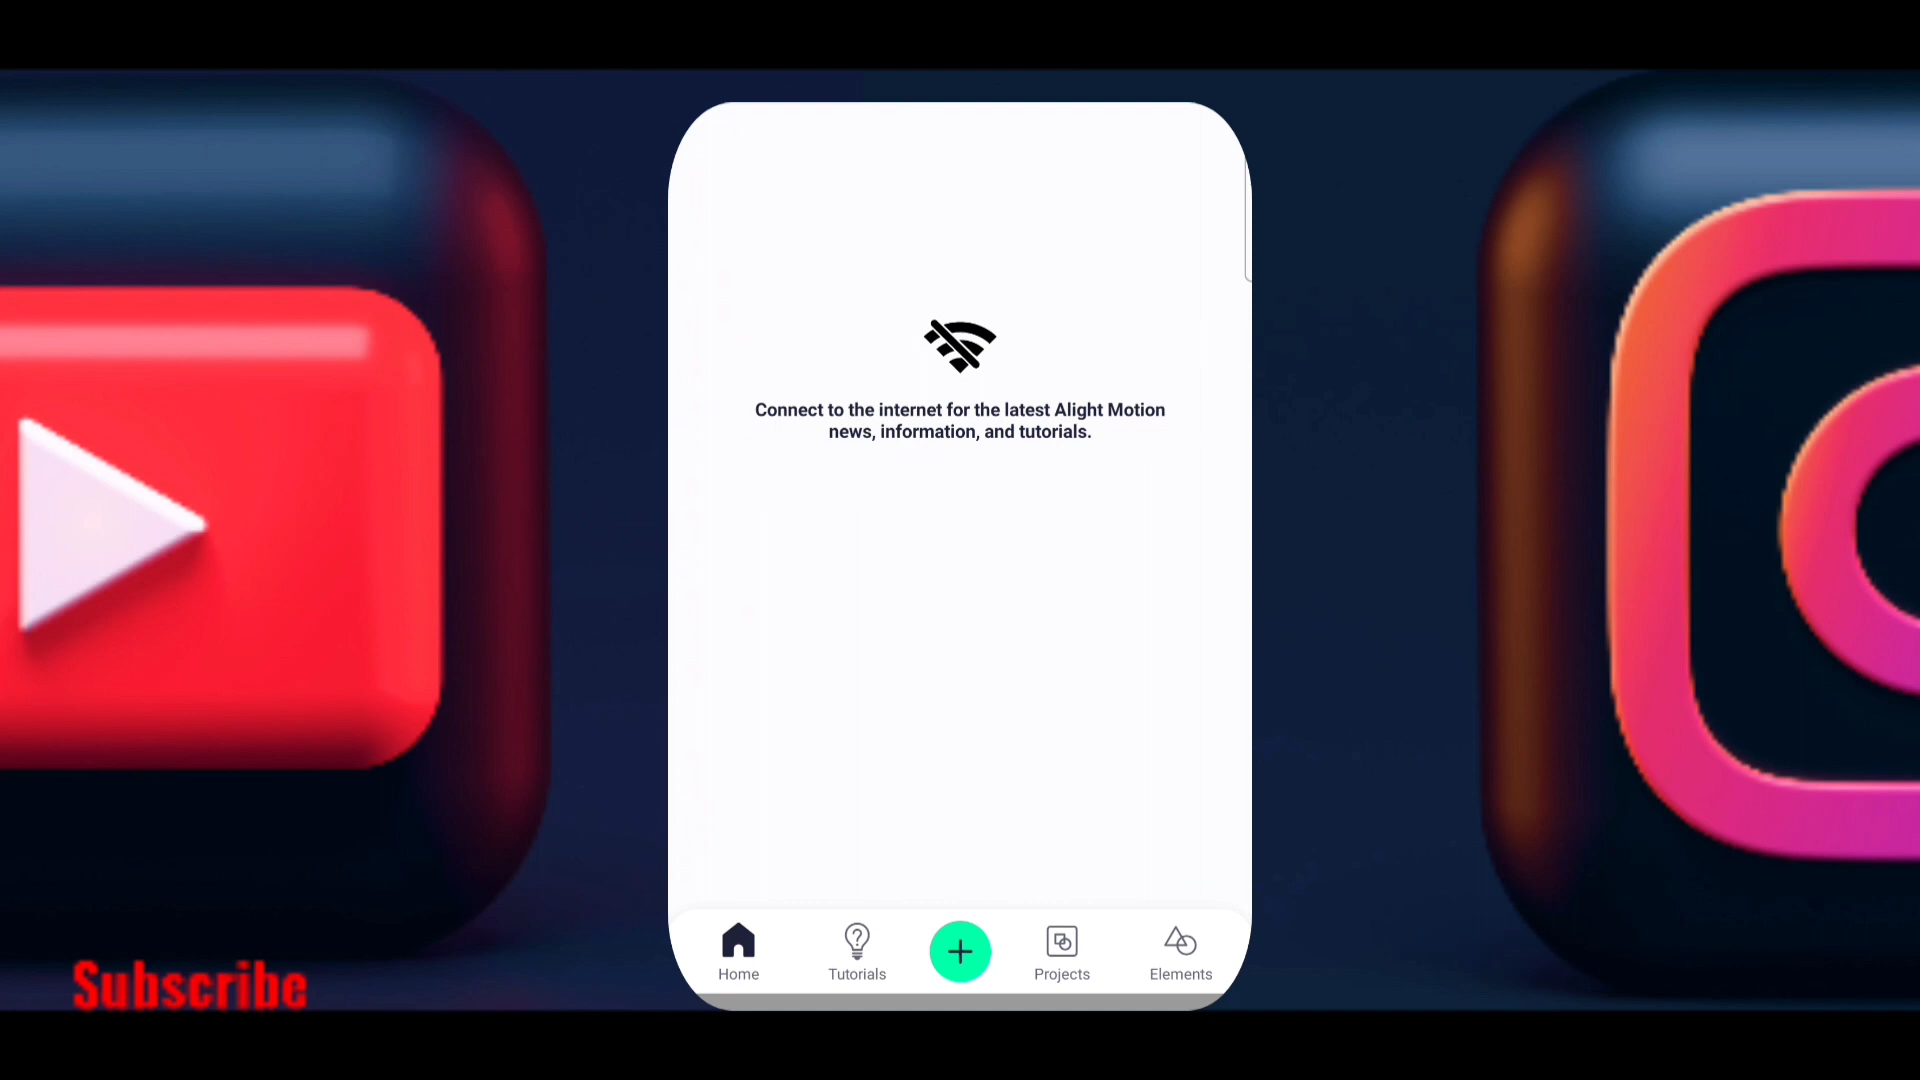 Connect to the internet for the latest Alight Motion
news, information, and tutorials.
Home
Tutorials
Projects
Elements
Subscribe